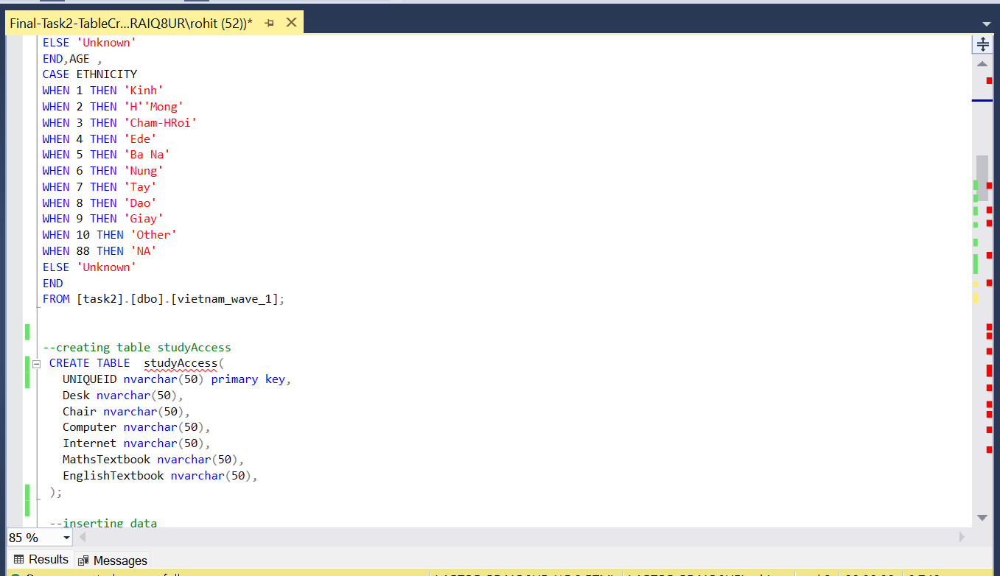 Final-Task2-TableCr...RAIQ8UR\rohit (52))*
ELSE 'Unknown'
END,AGE ,
CASE ETHNICITY
WHEN 1 THEN 'Kinh'
WHEN 2 THEN 'H''Mong'
WHEN 3 THEN 'Cham-HRoi'
WHEN 4 THEN 'Ede'
WHEN 5 THEN 'Ba Na'
WHEN 6 THEN 'Nung'
WHEN 7 THEN 'Tay'
WHEN 8 THEN 'Dao'
WHEN 9 THEN 'Giay'
WHEN 10 THEN 'Other'
WHEN 88 THEN 'NA'
ELSE 'Unknown'
END
FROM [task2].[dbo].[vietnam_wave_1];
--creating table studyAccess
CREATE TABLE  studyAccess(
UNIQUEID nvarchar(50) primary key,
Desk nvarchar(50),
Chair nvarchar(50),
Computer nvarchar(50),
Internet nvarchar(50),
MathsTextbook nvarchar(50),
EnglishTextbook nvarchar(50),
);
--inserting data
85 %
Results Messages